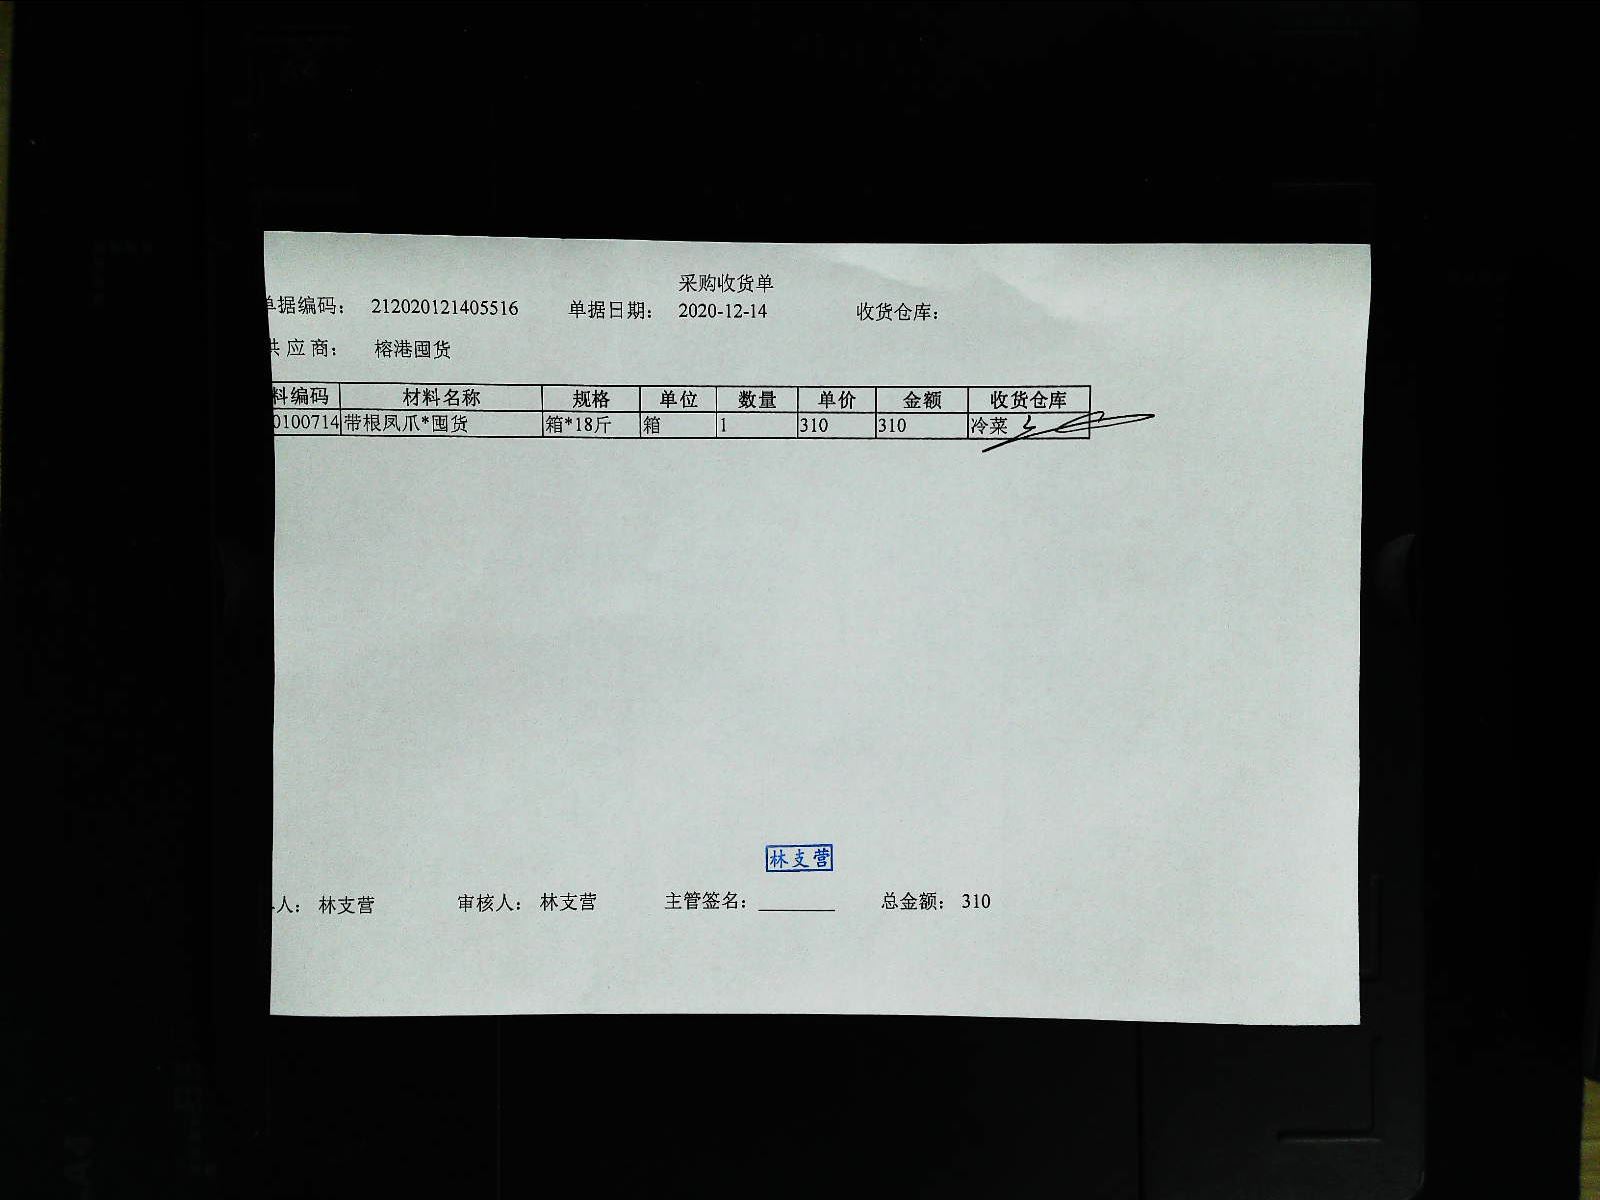 采购收货单
单据编码： 212020121405516 单据日期： 2020-12-14 收货仓库：
供应商： 榕港囤货
料编码 材料名称 规格 单位 数量 单价 金额 收货仓库
0100714 带根凤爪*囤货 箱*18斤 箱 1 310 310 冷菜
林支营
人： 林支营 审核人： 林支营 主管签名： 总金额： 310